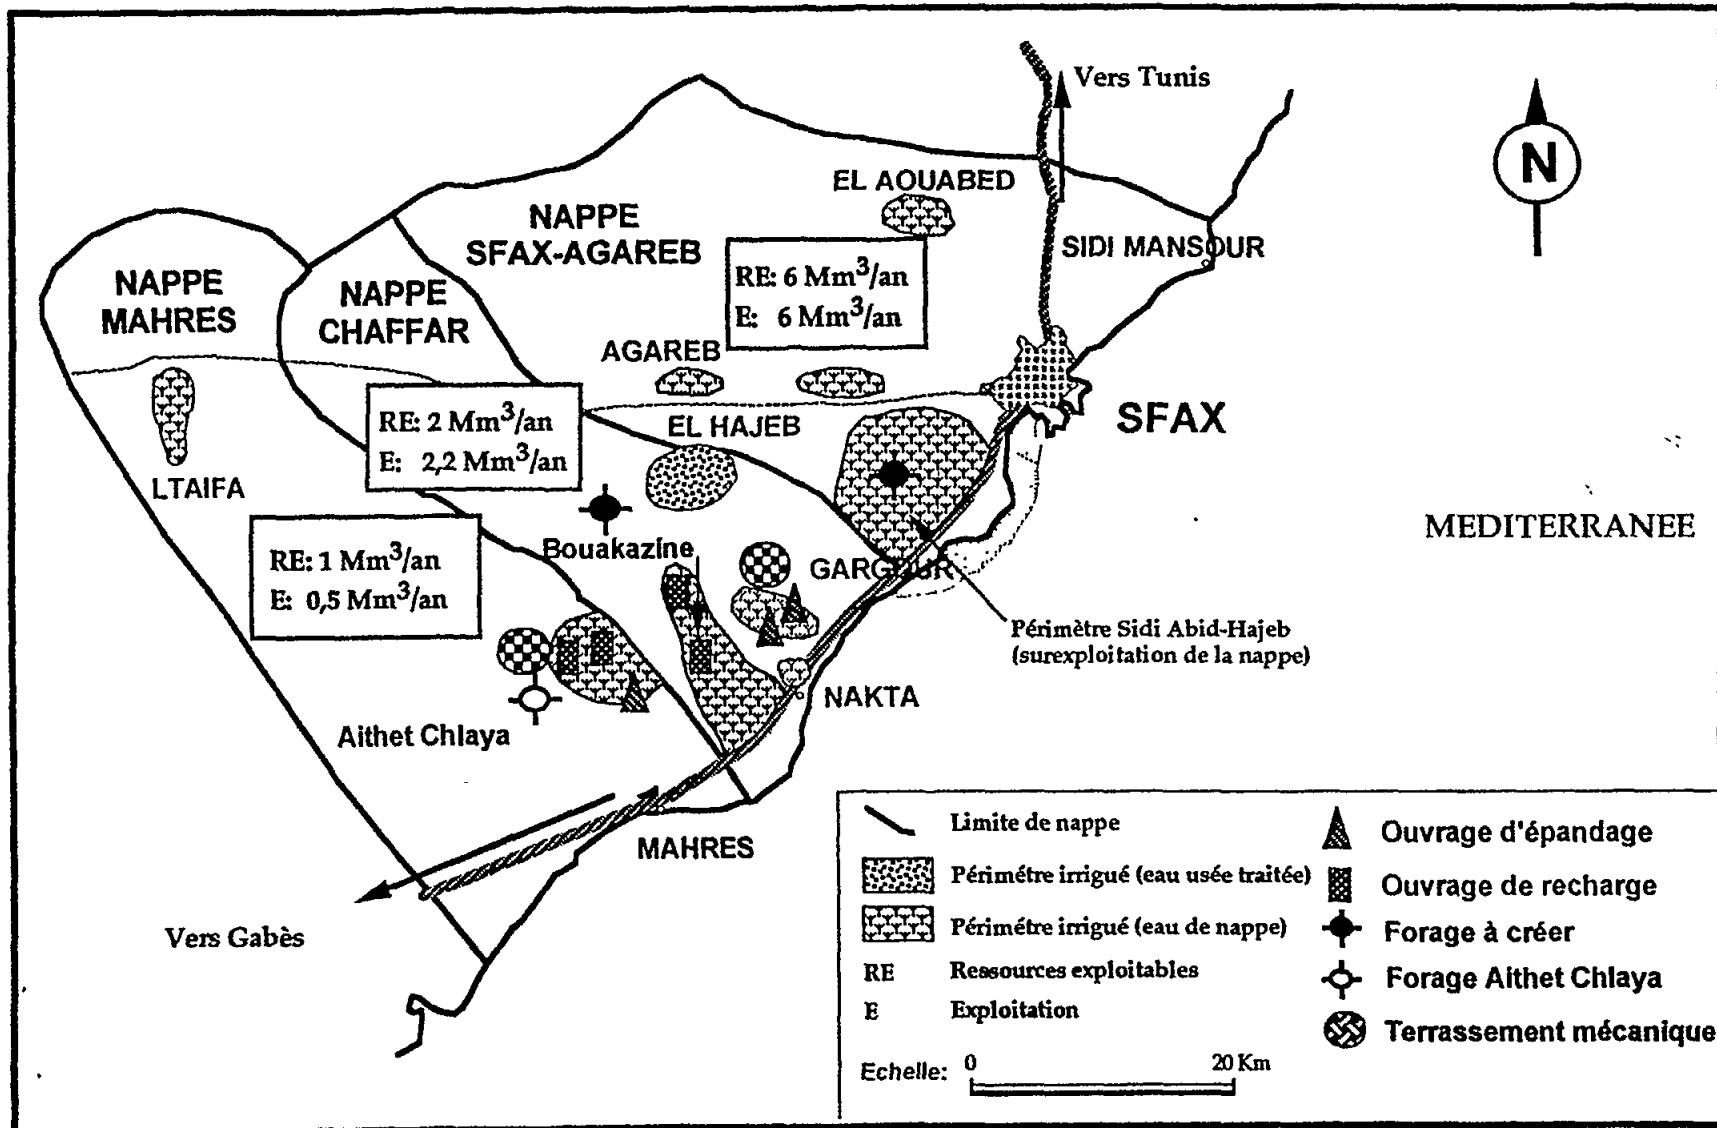 Vers Tunis
N
EL AOUABED
NAPPE
SFAX-AGAREB
SIDI MANSOUR
RE: 6 Mm³/an
E: 6 Mm³/an
NAPPE
MAHRES
NAPPE
CHAFFAR
AGAREB
SFAX
RE: 2 Mm³/an
E: 2,2 Mm³/an
EL HAJEB
LTAIFA
MEDITERRANEE
RE: 1 Mm³/an
E: 0,5 Mm³/an
Bouakazine
GARGOUR
Périmètre Sidi Abid-Hajeb
(surexploitation de la nappe)
NAKTA
Aithet Chlaya
MAHRES
Vers Gabès
Limite de nappe
Périmétre irrigué (eau usée traitée)
Périmétre irrigué (eau de nappe)
RE Ressources exploitables
E Exploitation
Echelle: 0 20 Km
Ouvrage d'épandage
Ouvrage de recharge
Forage à créer
Forage Aithet Chlaya
Terrassement mécanique